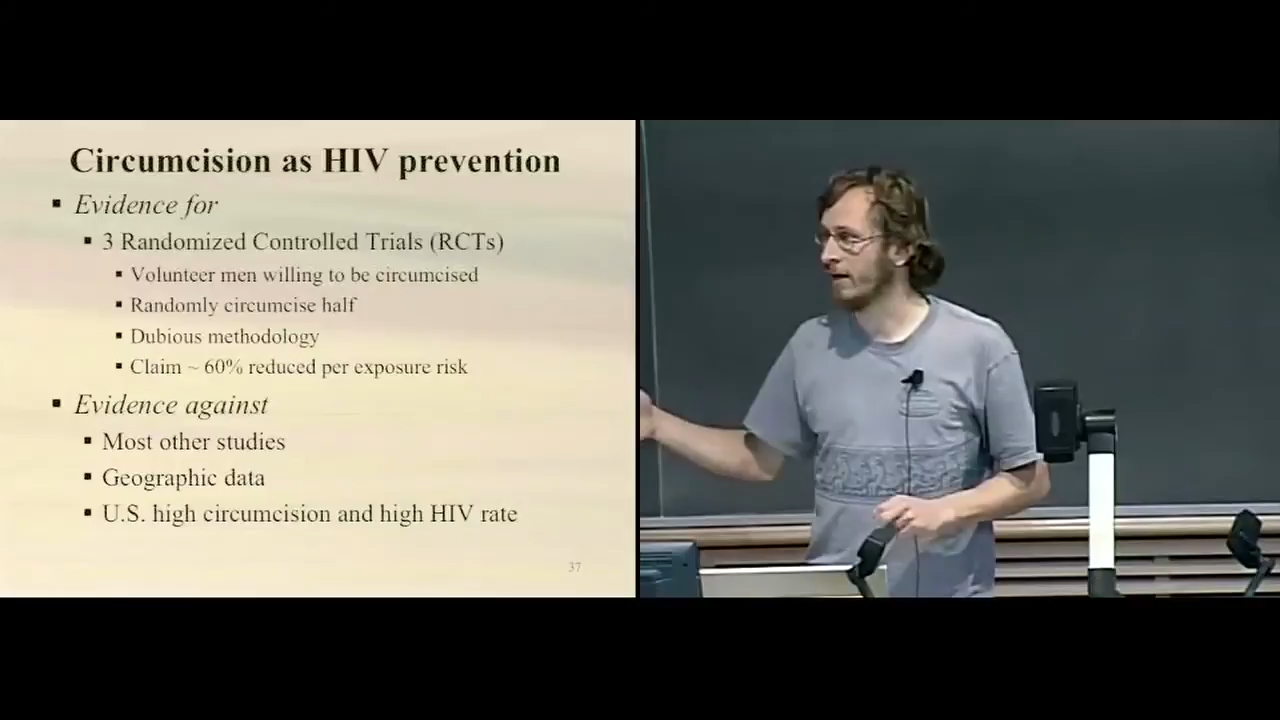 Circumcision as HIV prevention
▪ Evidence for
▪ 3 Randomized Controlled Trials (RCTs)
▪ Volunteer men willing to be circumcised
▪ Randomly circumcise half
▪ Dubious methodology
▪ Claim ~ 60% reduced per exposure risk
▪ Evidence against
▪ Most other studies
▪ Geographic data
▪ U.S. high circumcision and high HIV rate
37